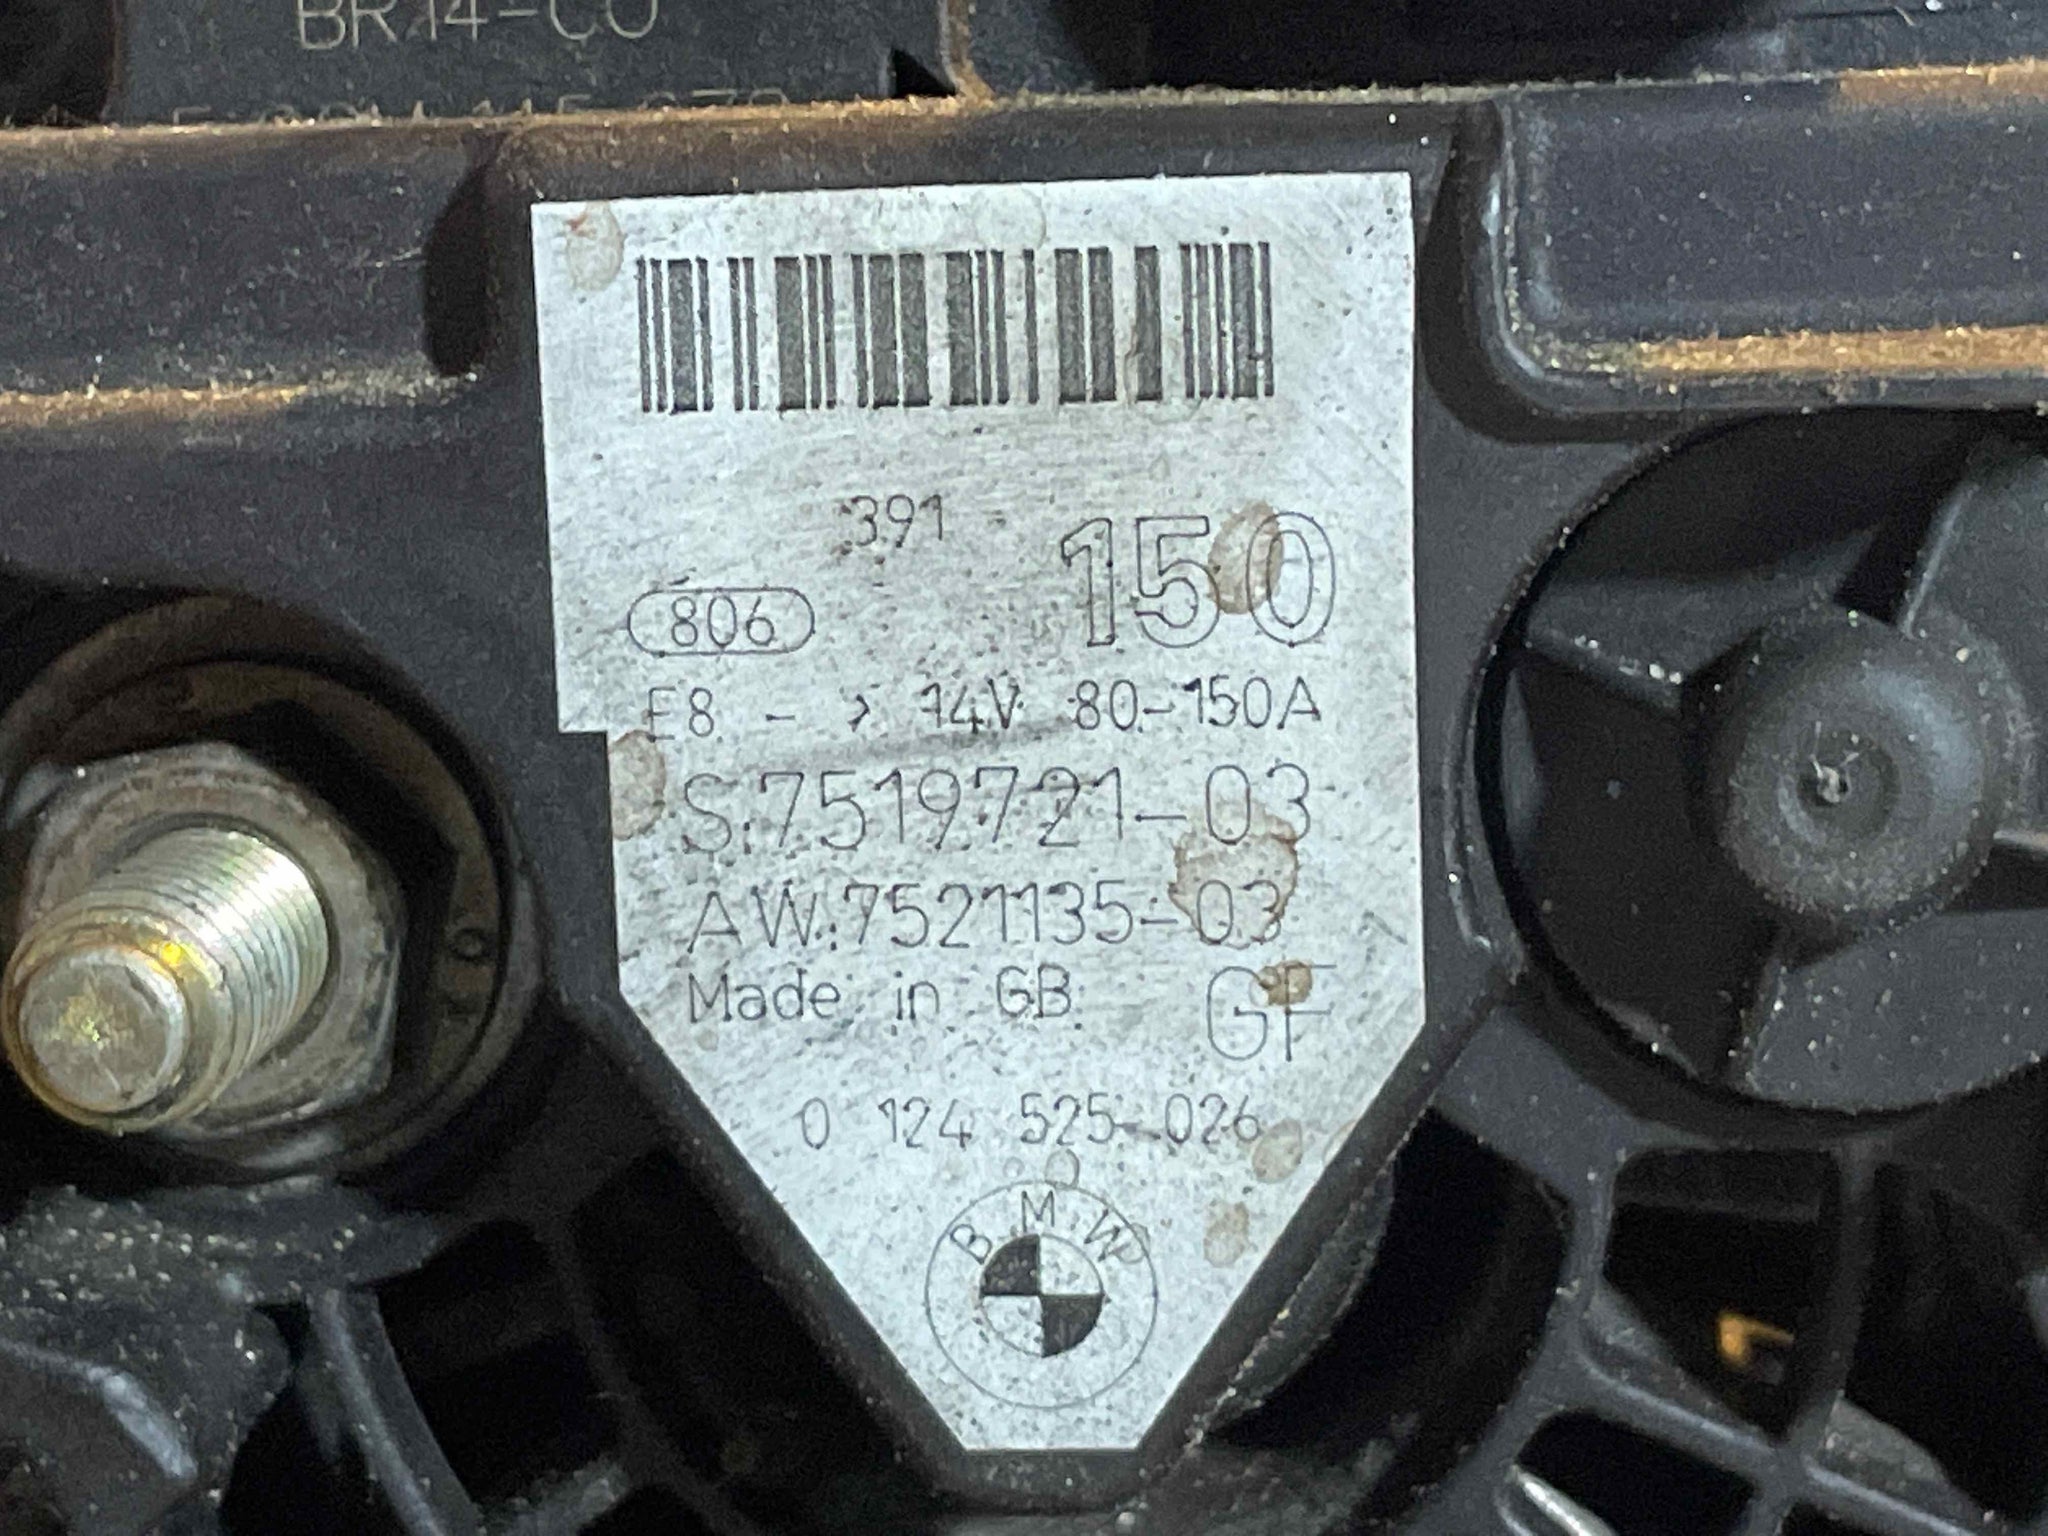 BR14-C0
391
150
806
E8 - > 14V 80-150A
S:7519721-03
AW:7521135-03
Made in GB GF
0 124 525 026
BMW